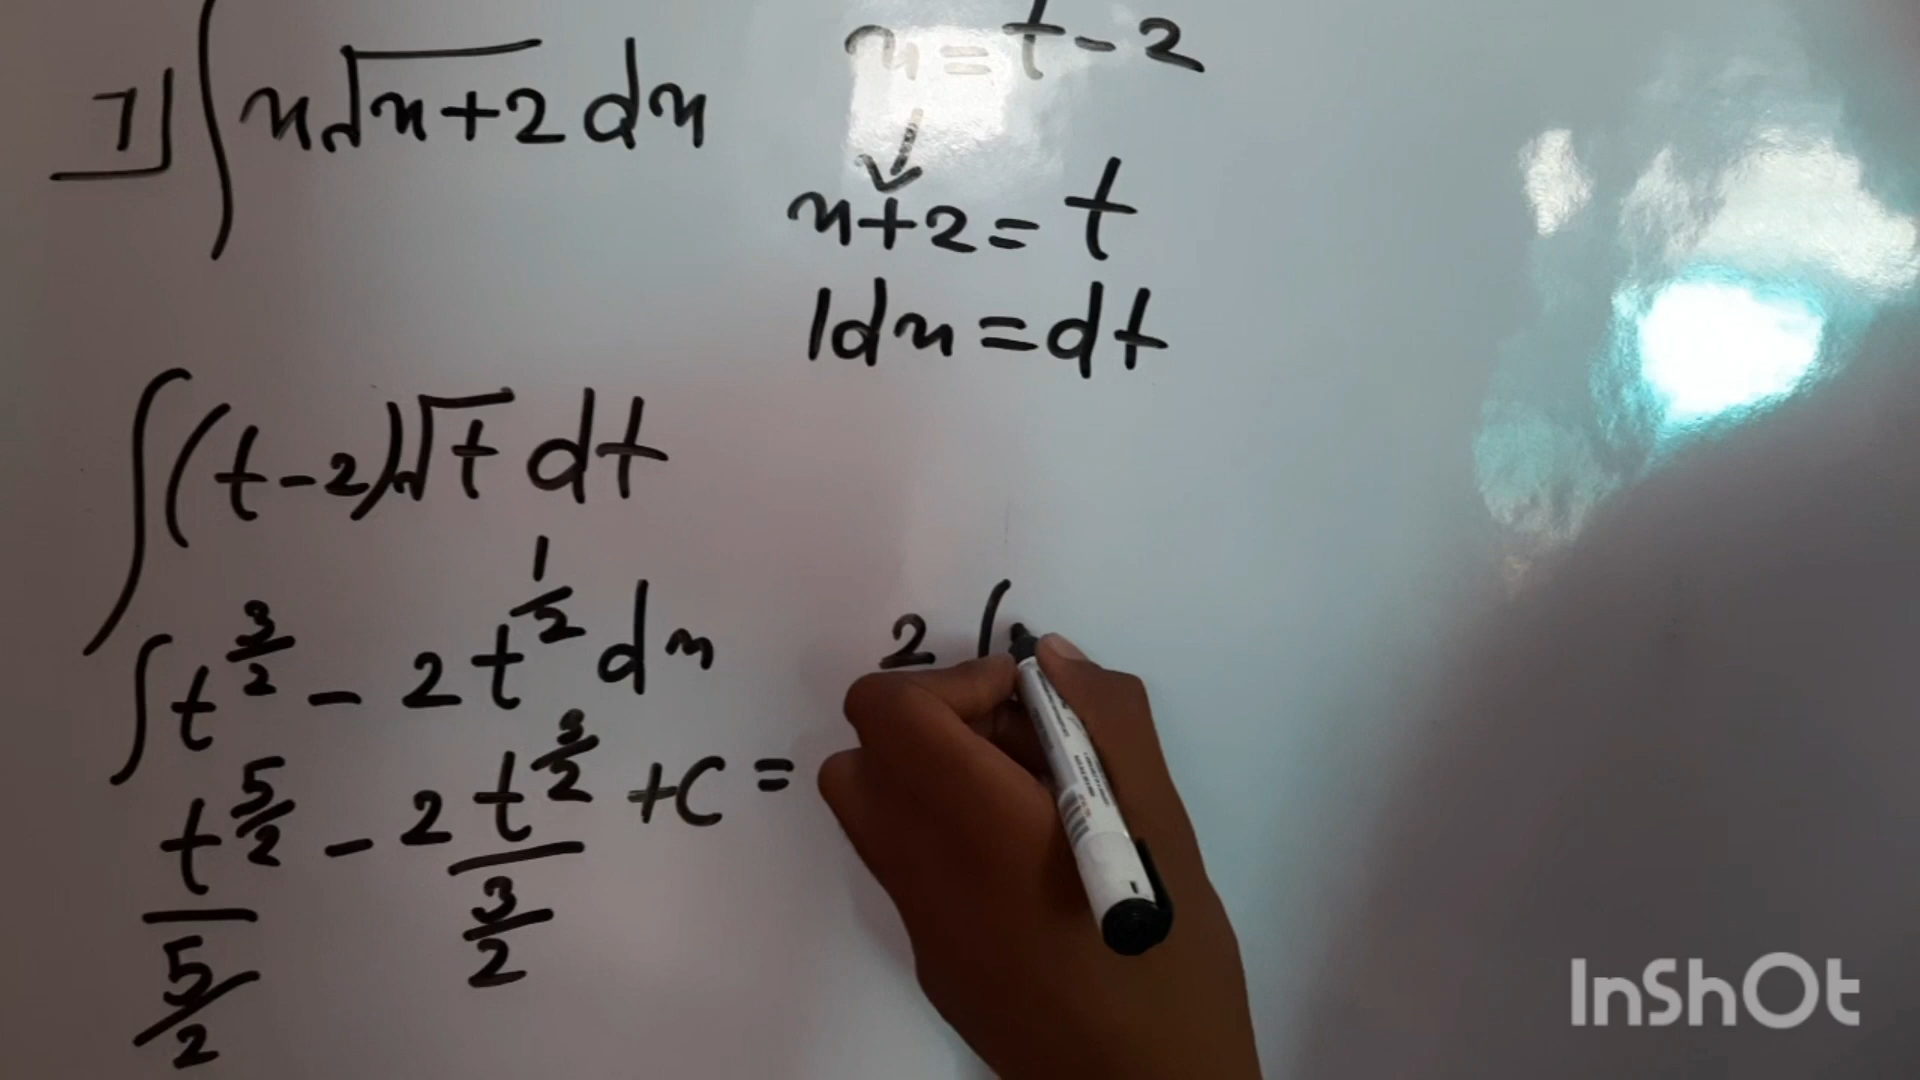 7] ∫ x√x+2 dx
x = t - 2
↓
x+2 = t
1dx = dt
∫ (t-2)√t dt
∫ t^(3/2) - 2 t^(1/2) dx
t^(5/2)/(5/2) - 2 t^(3/2)/(3/2) + C =
2 (
InShOt